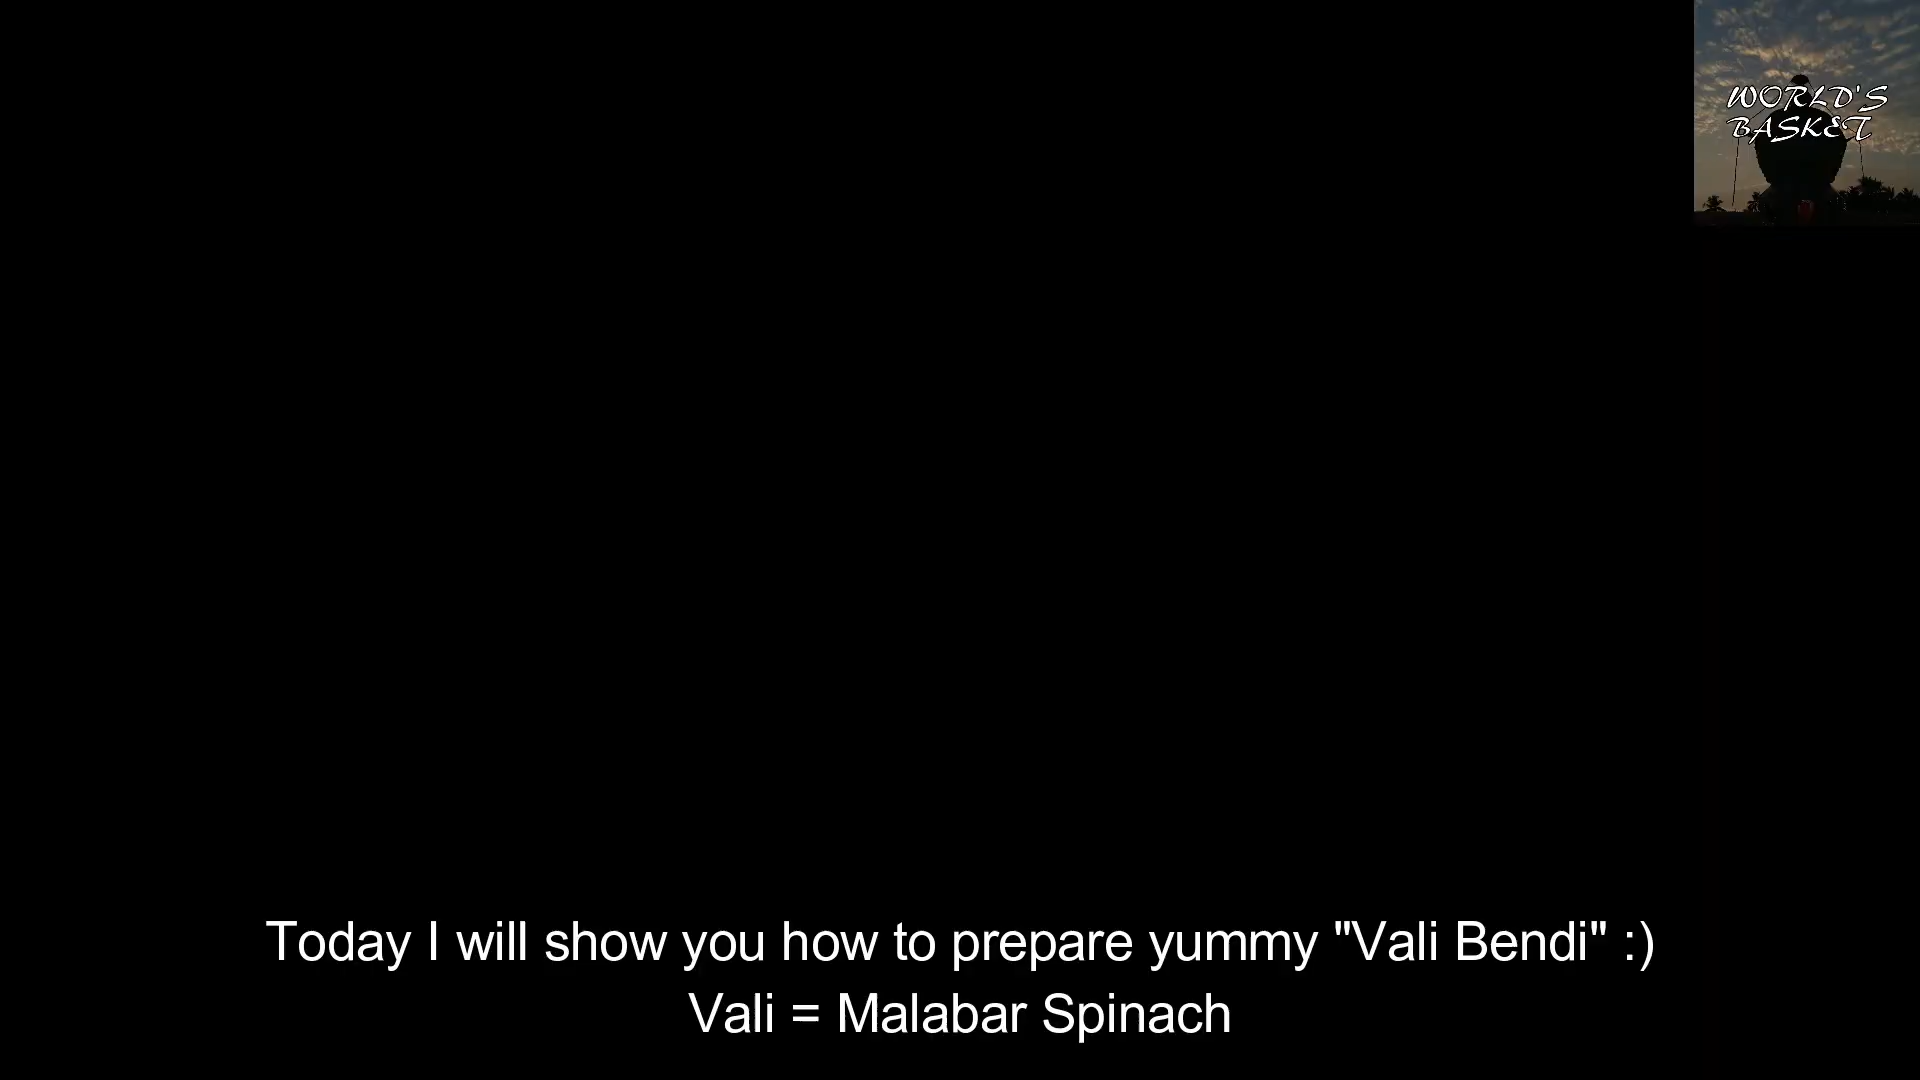 WORLD'S
BASKET
Today I will show you how to prepare yummy "Vali Bendi" :)
Vali = Malabar Spinach